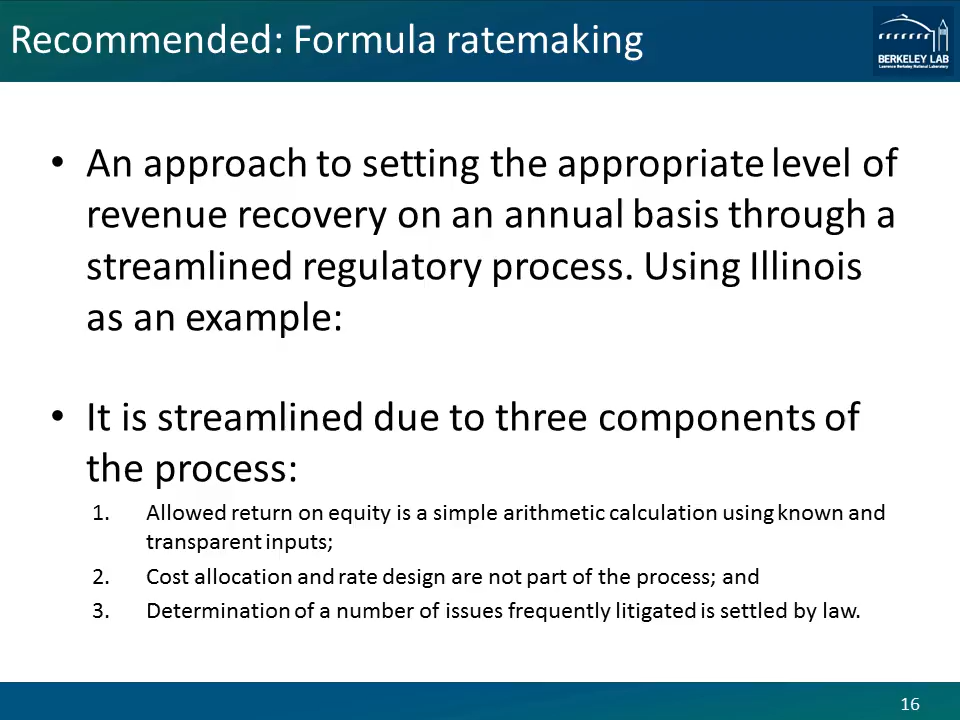 Recommended: Formula ratemaking
BERKELEY LAB
Lawrence Berkeley National Laboratory
• An approach to setting the appropriate level of
revenue recovery on an annual basis through a
streamlined regulatory process. Using Illinois
as an example:
• It is streamlined due to three components of
the process:
1. Allowed return on equity is a simple arithmetic calculation using known and
transparent inputs;
2. Cost allocation and rate design are not part of the process; and
3. Determination of a number of issues frequently litigated is settled by law.
16